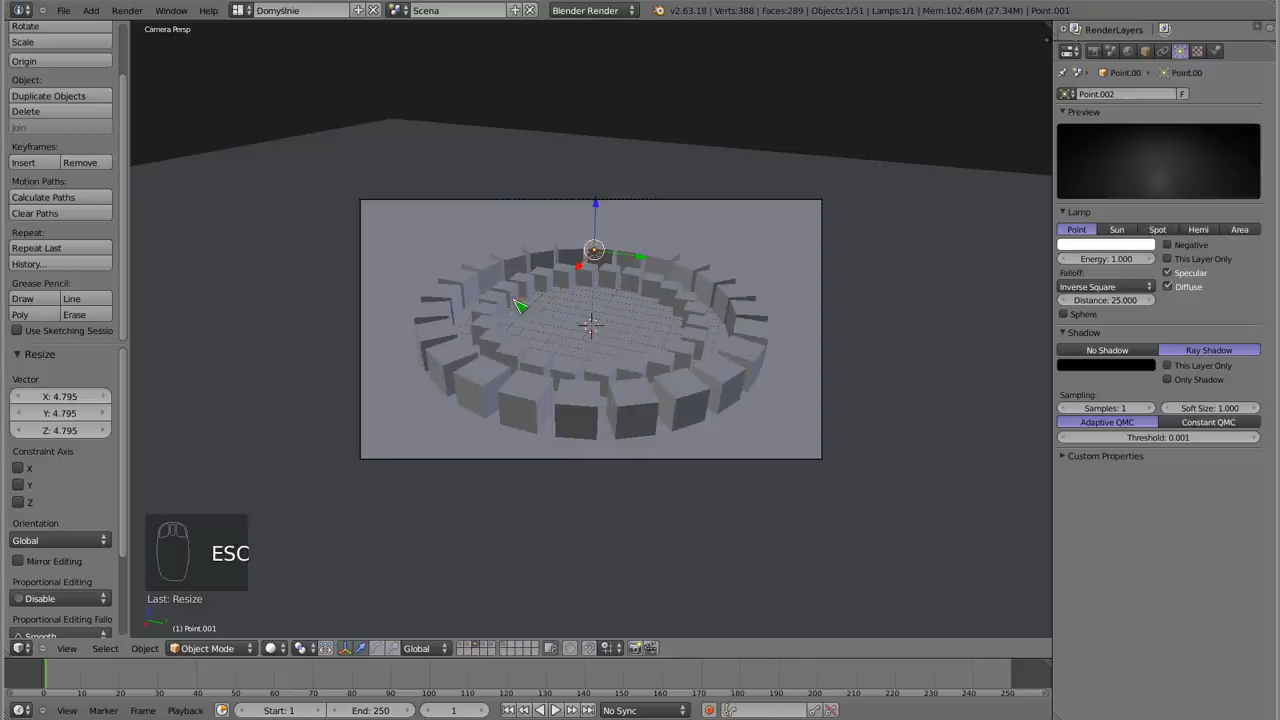 File Add Render Window Help
Domyślnie
Scena
Blender Render
v2.63.18 | Verts:388 | Faces:289 | Objects:1/51 | Lamps:1/1 | Mem:102.46M (27.34M) | Point.001
Rotate
Scale
Origin
Object:
Duplicate Objects
Delete
Join
Keyframes:
Insert Remove
Motion Paths:
Calculate Paths
Clear Paths
Repeat:
Repeat Last
History...
Grease Pencil:
Draw Line
Poly Erase
Use Sketching Sessio
Resize
Vector
X: 4.795
Y: 4.795
Z: 4.795
Constraint Axis
X
Y
Z
Orientation
Global
Mirror Editing
Proportional Editing
Disable
Proportional Editing Fallo
Smooth
Camera Persp
ESC
Last: Resize
(1) Point.001
View Select Object Object Mode Global
RenderLayers
Point.00 Point.00
Point.002 F
Preview
Lamp
Point Sun Spot Hemi Area
Negative
Energy: 1.000 This Layer Only
Falloff: Specular
Inverse Square Diffuse
Distance: 25.000
Sphere
Shadow
No Shadow Ray Shadow
This Layer Only
Only Shadow
Sampling:
Samples: 1 Soft Size: 1.000
Adaptive QMC Constant QMC
Threshold: 0.001
Custom Properties
0 10 20 30 40 50 60 70 80 90 100 110 120 130 140 150 160 170 180 190 200 210 220 230 240 250
View Marker Frame Playback Start: 1 End: 250 1 No Sync